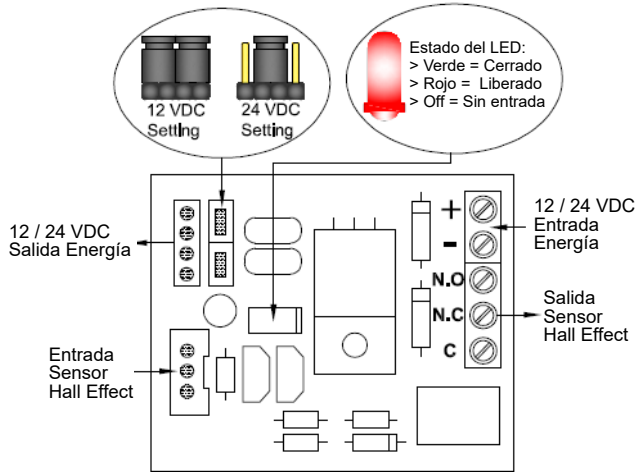 12 VDC
Setting
24 VDC
Setting
Estado del LED:
> Verde = Cerrado
> Rojo = Liberado
> Off = Sin entrada
12 / 24 VDC
Salida Energía
+
-
N.O
N.C
C
12 / 24 VDC
Entrada
Energía
Salida
Sensor
Hall Effect
Entrada
Sensor
Hall Effect